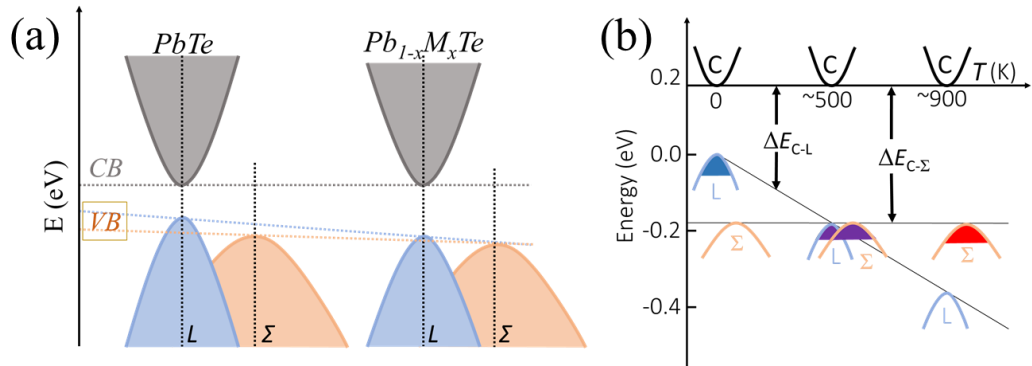 (a)
PbTe
Pb1-xMxTe
E (eV)
CB
VB
L
Σ
L
Σ
(b)
C
C
C
T (K)
0.2
0
~500
~900
ΔEC-L
ΔEC-Σ
Energy (eV)
0.0
-0.2
-0.4
L
Σ
L
Σ
Σ
L